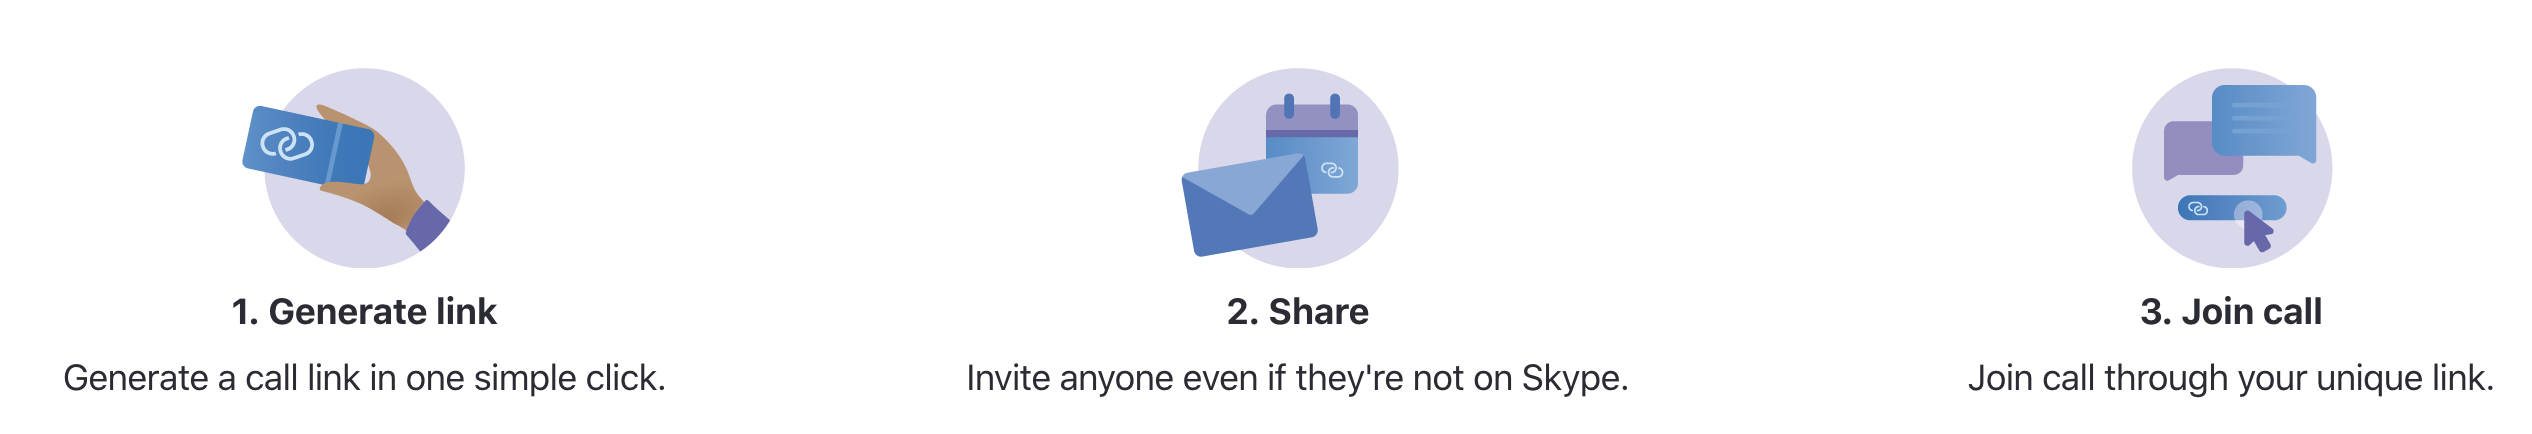 1. Generate link
Generate a call link in one simple click.
2. Share
Invite anyone even if they're not on Skype.
3. Join call
Join call through your unique link.